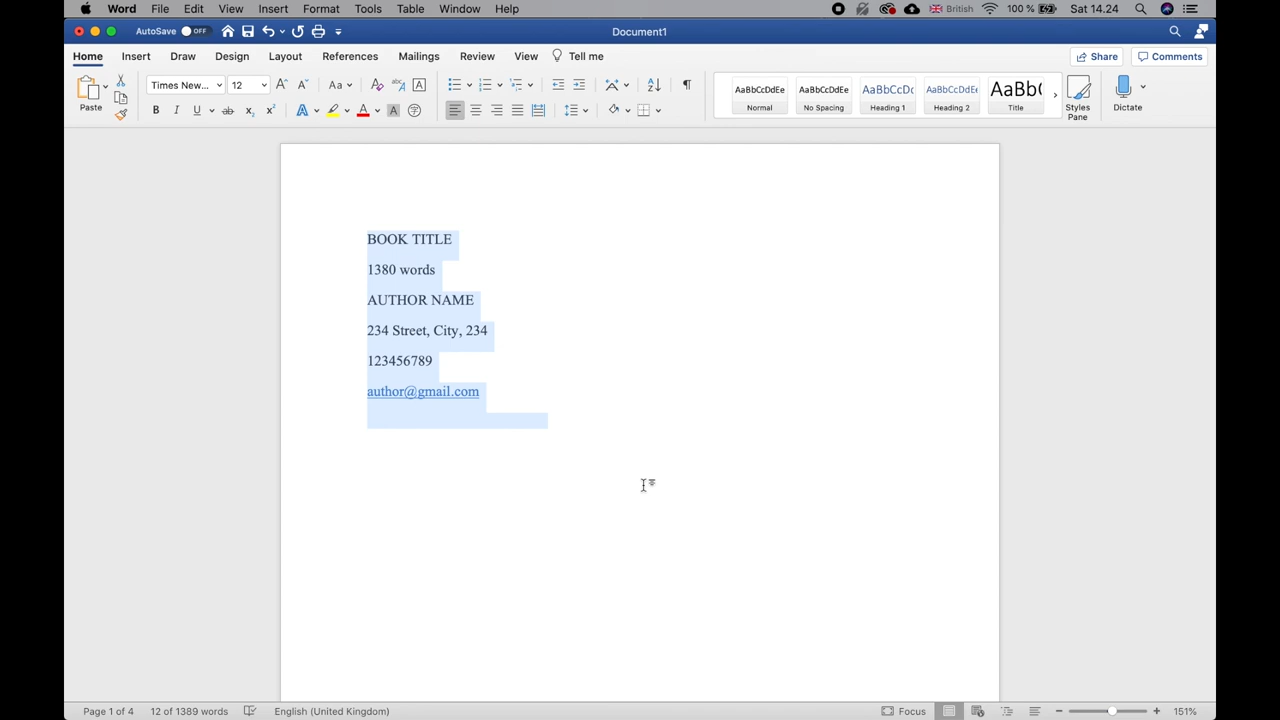 Word File Edit View Insert Format Tools Table Window Help British 100 % Sat 14.24
AutoSave OFF Document1
Home Insert Draw Design Layout References Mailings Review View Tell me Share Comments
Paste Times New... 12 Aa A
B I U ab x2 x2 A A A
AaBbCcDdEe AaBbCcDdEe AaBbCcDc AaBbCcDdEe AaBb(
Normal No Spacing Heading 1 Heading 2 Title Styles Pane Dictate
BOOK TITLE
1380 words
AUTHOR NAME
234 Street, City, 234
123456789
author@gmail.com
Page 1 of 4 12 of 1389 words English (United Kingdom) Focus 151%